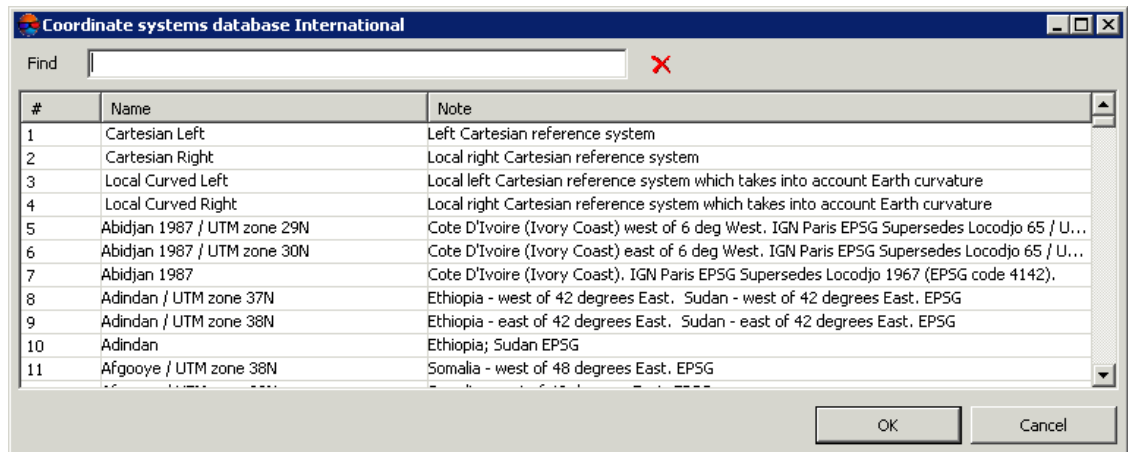 Coordinate systems database International
Find
# Name Note
1 Cartesian Left Left Cartesian reference system
2 Cartesian Right Local right Cartesian reference system
3 Local Curved Left Local left Cartesian reference system which takes into account Earth curvature
4 Local Curved Right Local right Cartesian reference system which takes into account Earth curvature
5 Abidjan 1987 / UTM zone 29N Cote D'Ivoire (Ivory Coast) west of 6 deg West. IGN Paris EPSG Supersedes Locodjo 65 / U...
6 Abidjan 1987 / UTM zone 30N Cote D'Ivoire (Ivory Coast) east of 6 deg West. IGN Paris EPSG Supersedes Locodjo 65 / U...
7 Abidjan 1987 Cote D'Ivoire (Ivory Coast). IGN Paris EPSG Supersedes Locodjo 1967 (EPSG code 4142).
8 Adindan / UTM zone 37N Ethiopia - west of 42 degrees East.  Sudan - west of 42 degrees East. EPSG
9 Adindan / UTM zone 38N Ethiopia - east of 42 degrees East.  Sudan - east of 42 degrees East. EPSG
10 Adindan Ethiopia; Sudan EPSG
11 Afgooye / UTM zone 38N Somalia - west of 48 degrees East. EPSG
OK Cancel